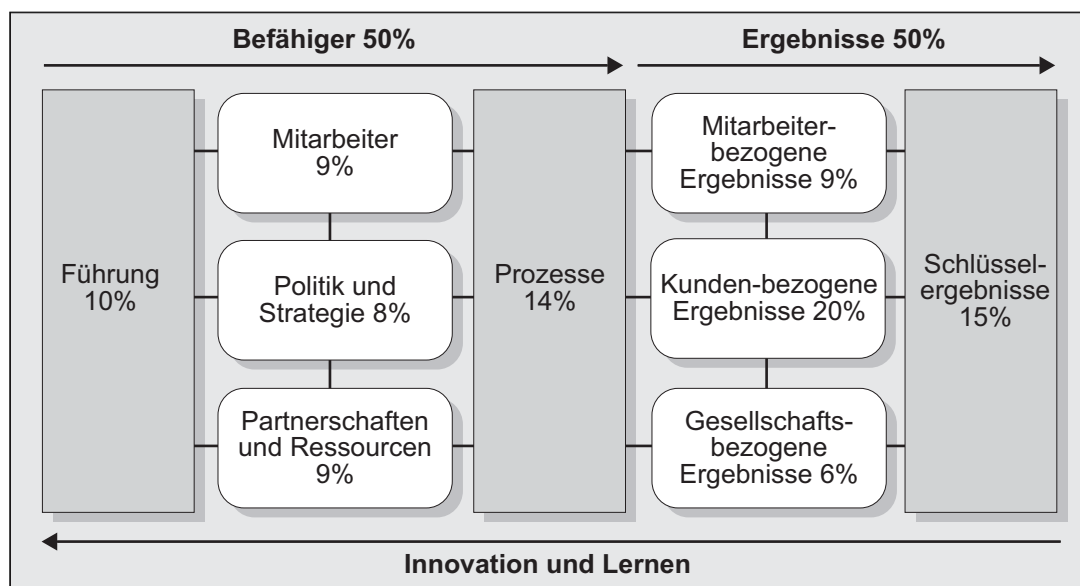 Befähiger 50%
Ergebnisse 50%
Führung
10%
Mitarbeiter
9%
Politik und
Strategie 8%
Partnerschaften
und Ressourcen
9%
Prozesse
14%
Mitarbeiter-
bezogene
Ergebnisse 9%
Kunden-bezogene
Ergebnisse 20%
Gesellschafts-
bezogene
Ergebnisse 6%
Schlüssel-
ergebnisse
15%
Innovation und Lernen